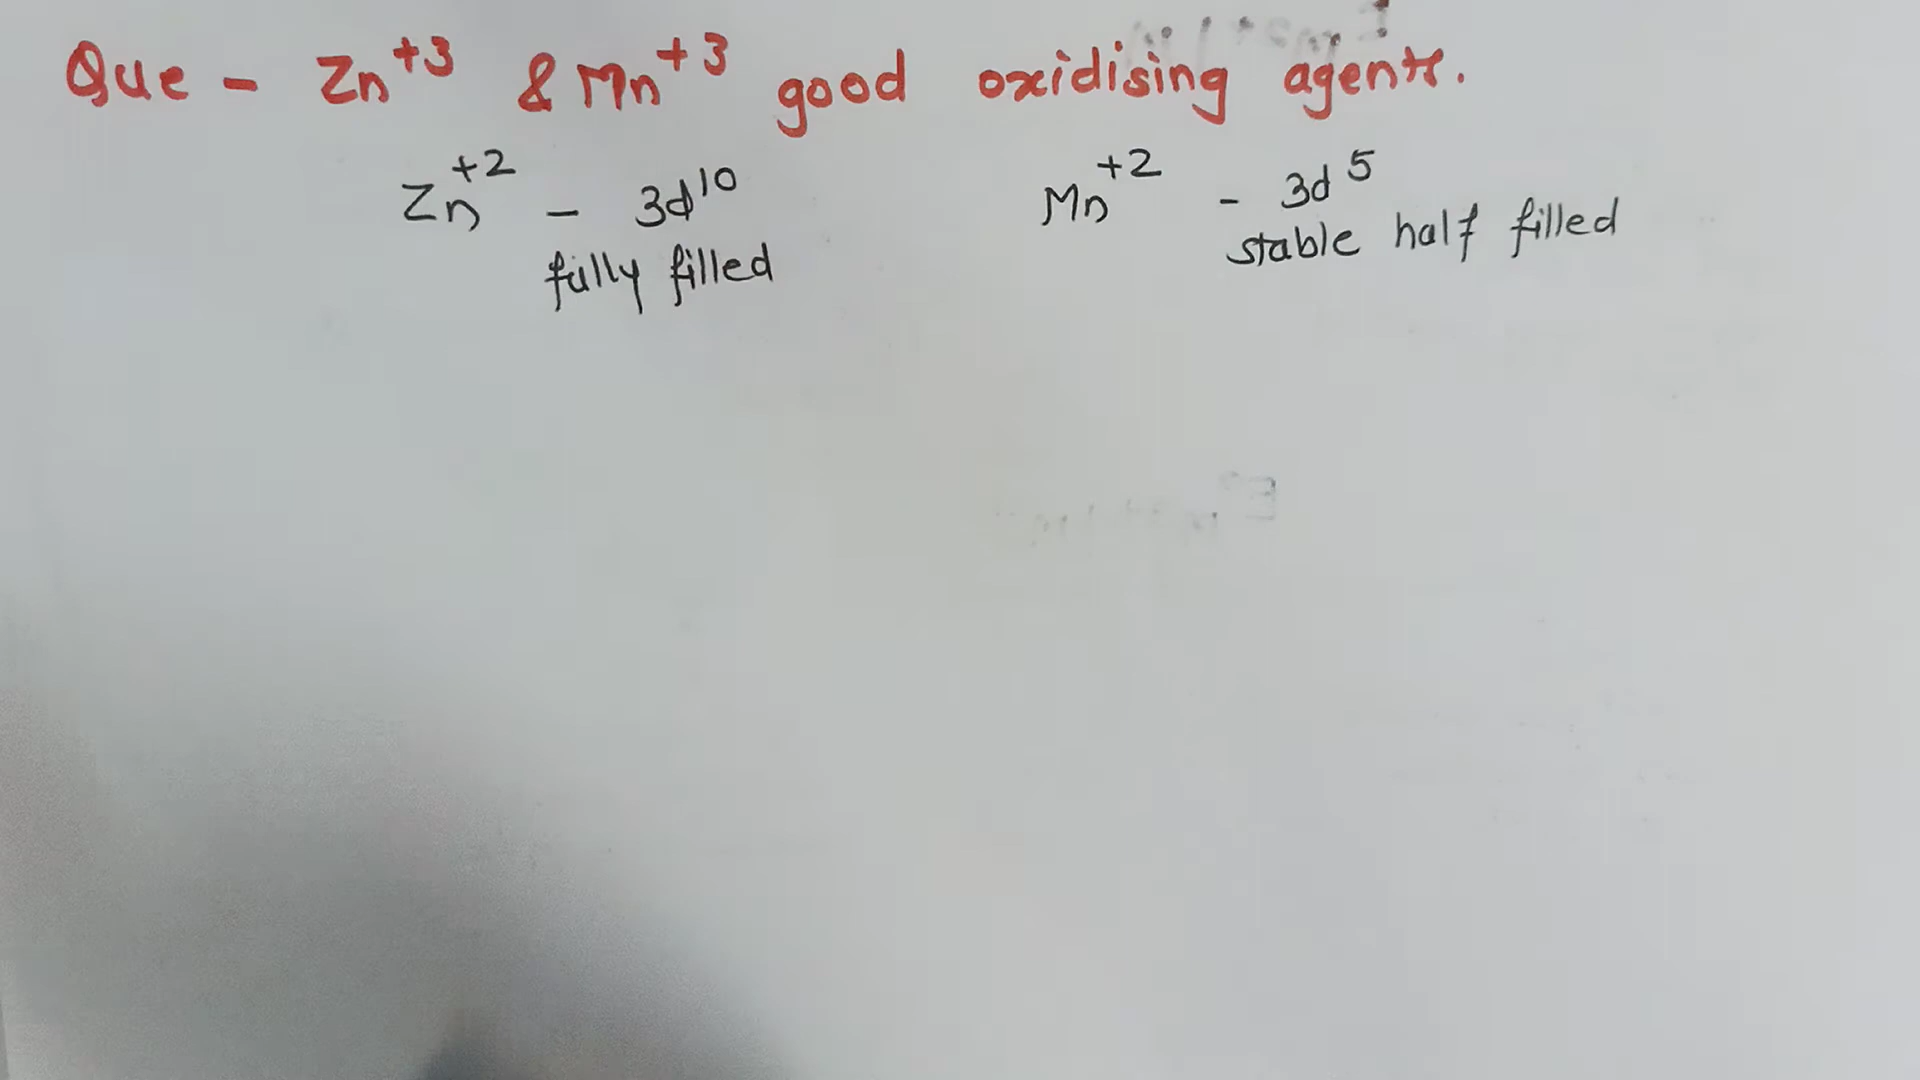 Que - Zn+3 & Mn+3 good oxidising agents.
Zn+2 - 3d10
fully filled
Mn+2 - 3d5
stable half filled